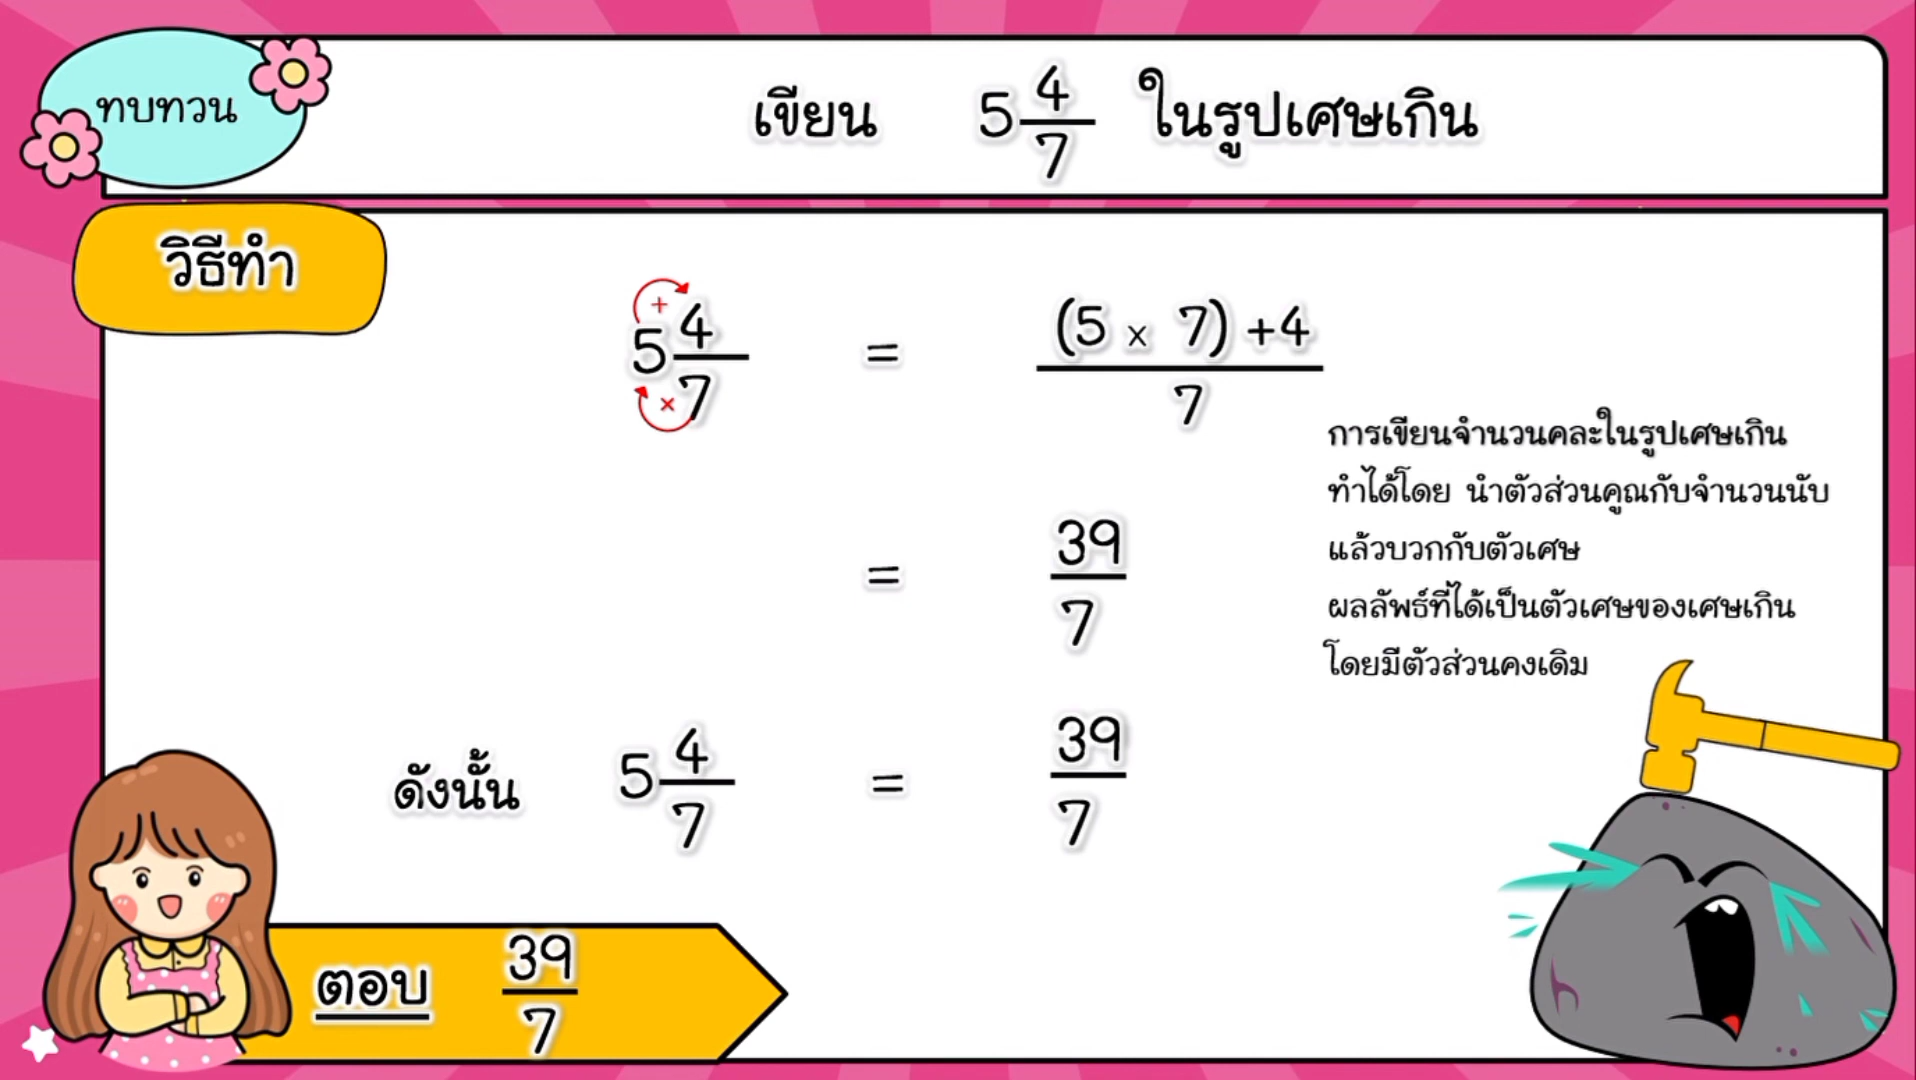 ทบทวน
เขียน 5 4/7 ในรูปเศษเกิน
วิธีทำ
+
5 4/7 = (5 x 7) +4 / 7
×
= 39/7
การเขียนจำนวนคละในรูปเศษเกิน
ทำได้โดย นำตัวส่วนคูณกับจำนวนนับ
แล้วบวกกับตัวเศษ
ผลลัพธ์ที่ได้เป็นตัวเศษของเศษเกิน
โดยมีตัวส่วนคงเดิม
ดังนั้น 5 4/7 = 39/7
ตอบ 39/7